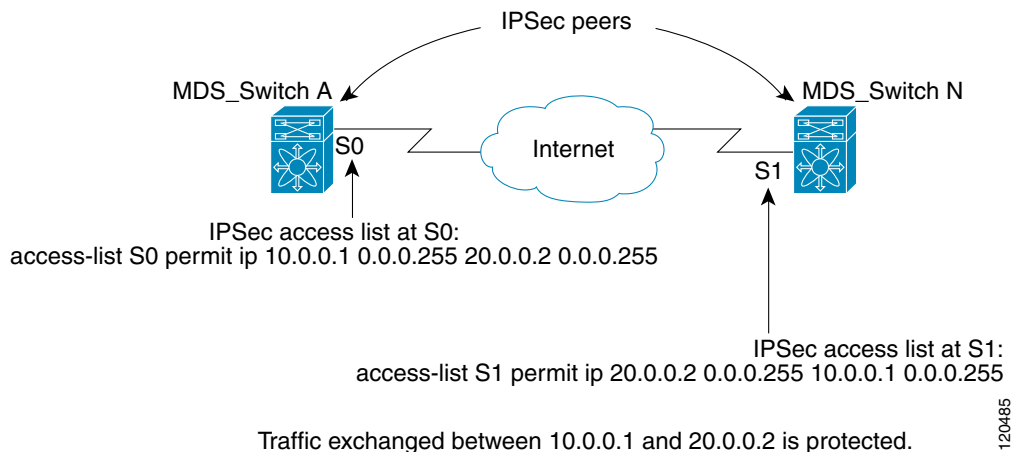 IPSec peers
MDS_Switch A
MDS_Switch N
S0
Internet
S1
IPSec access list at S0:
access-list S0 permit ip 10.0.0.1 0.0.0.255 20.0.0.2 0.0.0.255
IPSec access list at S1:
access-list S1 permit ip 20.0.0.2 0.0.0.255 10.0.0.1 0.0.0.255
Traffic exchanged between 10.0.0.1 and 20.0.0.2 is protected.
120485